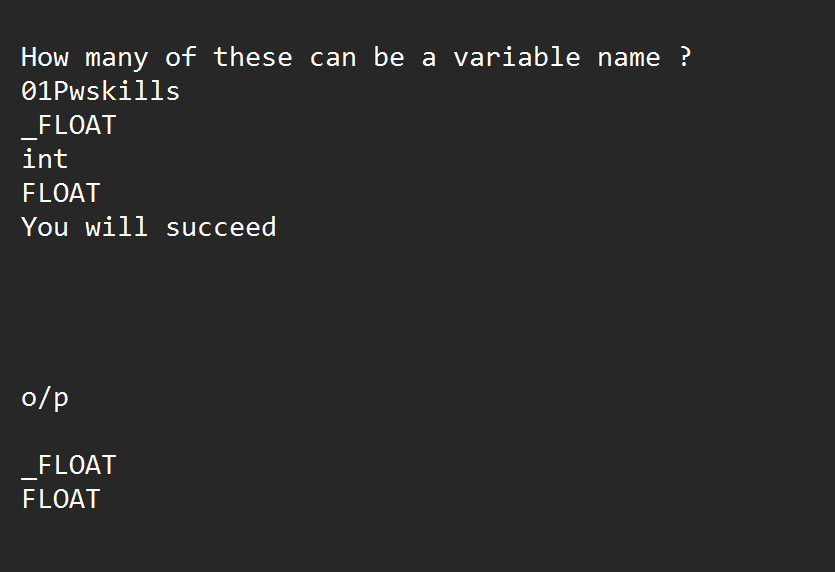 How many of these can be a variable name ?
01Pwskills
_FLOAT
int
FLOAT
You will succeed
o/p
_FLOAT
FLOAT